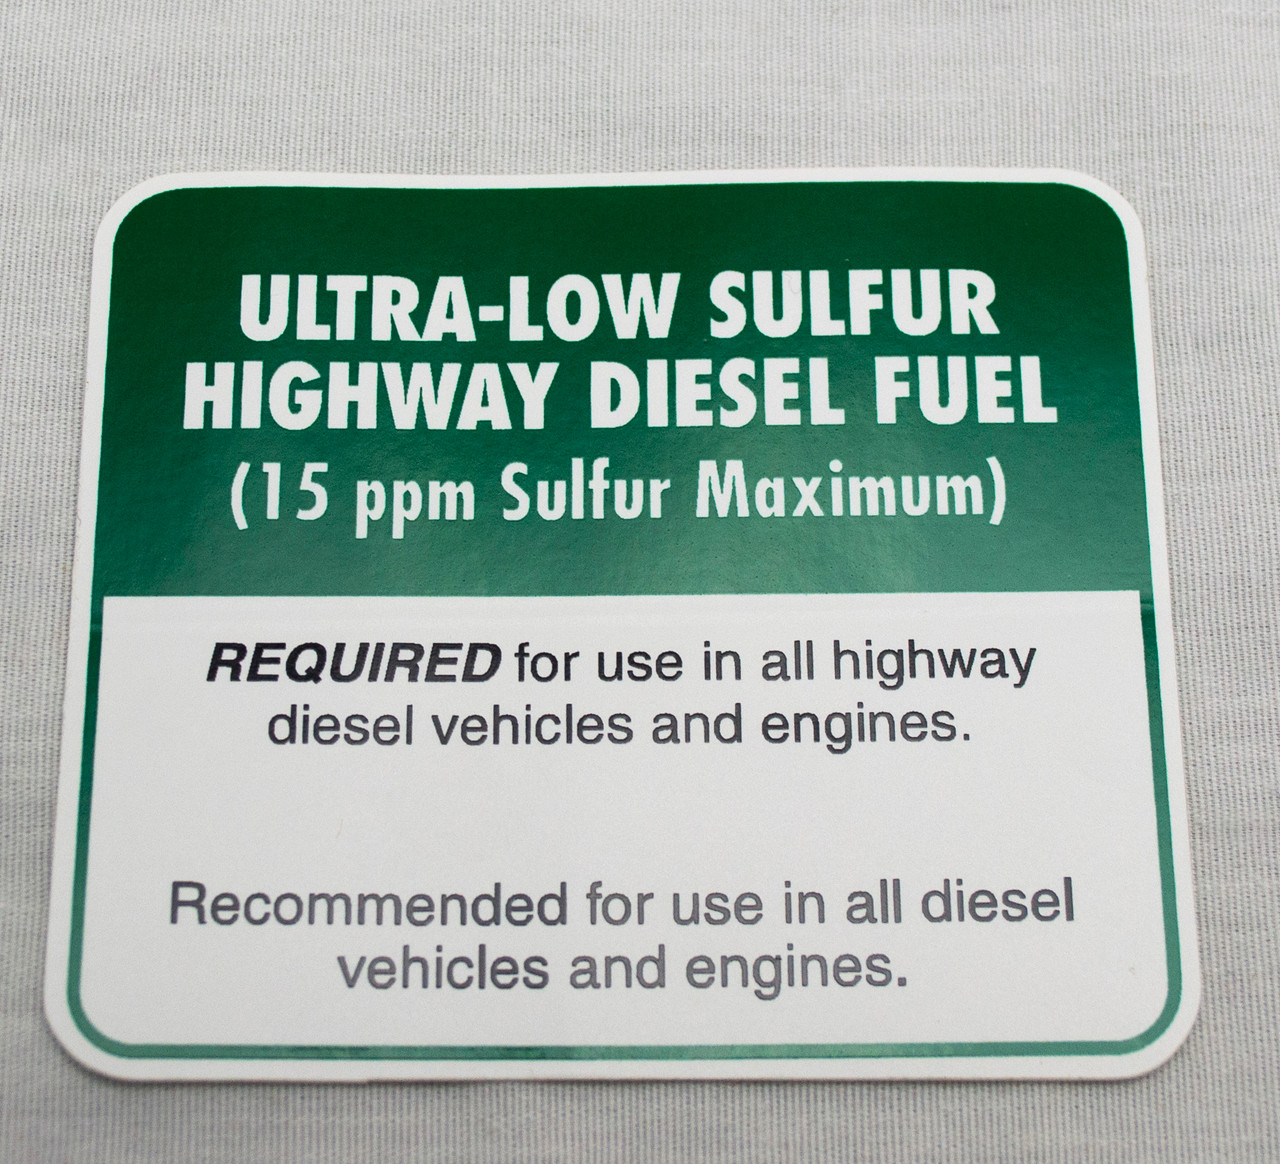 ULTRA-LOW SULFUR
HIGHWAY DIESEL FUEL
(15 ppm Sulfur Maximum)
REQUIRED for use in all highway
diesel vehicles and engines.
Recommended for use in all diesel
vehicles and engines.